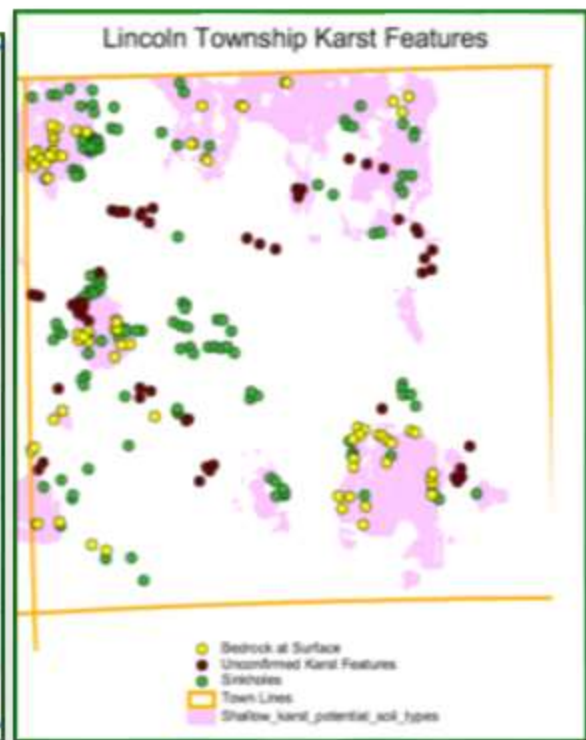 Lincoln Township Karst Features
Bedrock at Surface
Unconfirmed Karst Features
Sinkholes
Town Lines
Shallow_karst_potential_soil_types